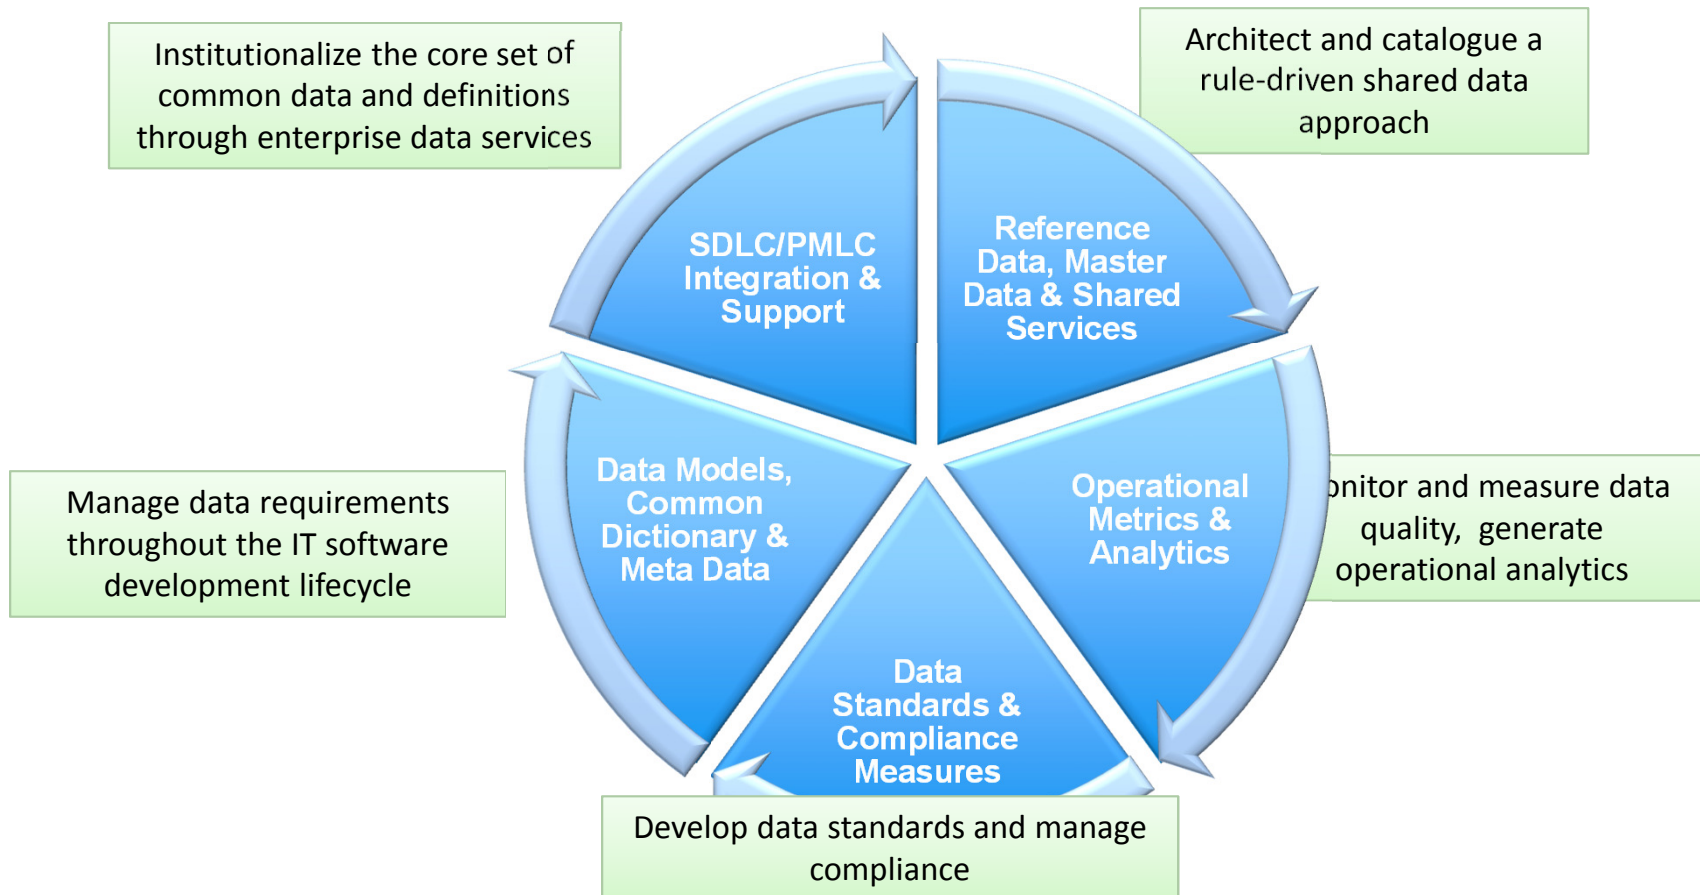 Institutionalize the core set of
common data and definitions
through enterprise data services
Architect and catalogue a
rule-driven shared data
approach
SDLC/PMLC
Integration &
Support
Reference
Data, Master
Data & Shared
Services
Data Models,
Common
Dictionary &
Meta Data
Operational
Metrics &
Analytics
Manage data requirements
throughout the IT software
development lifecycle
onitor and measure data
quality, generate
operational analytics
Data
Standards &
Compliance
Measures
Develop data standards and manage
compliance